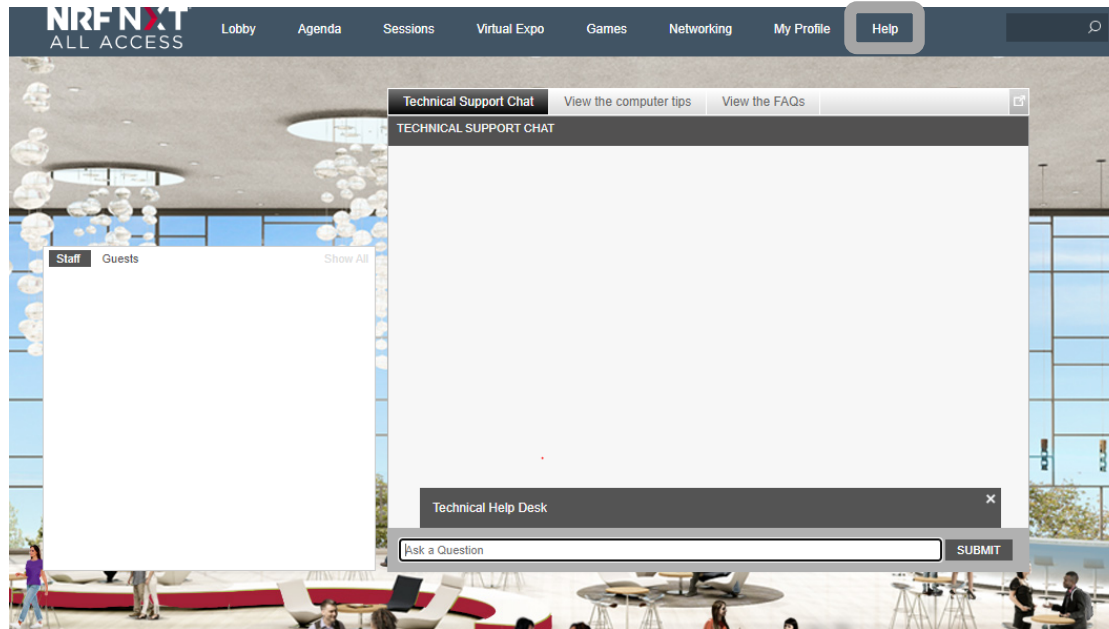 NRF NXT
ALL ACCESS
Lobby Agenda Sessions Virtual Expo Games Networking My Profile Help
Technical Support Chat View the computer tips View the FAQs
TECHNICAL SUPPORT CHAT
Staff Guests Show All
Technical Help Desk
Ask a Question SUBMIT